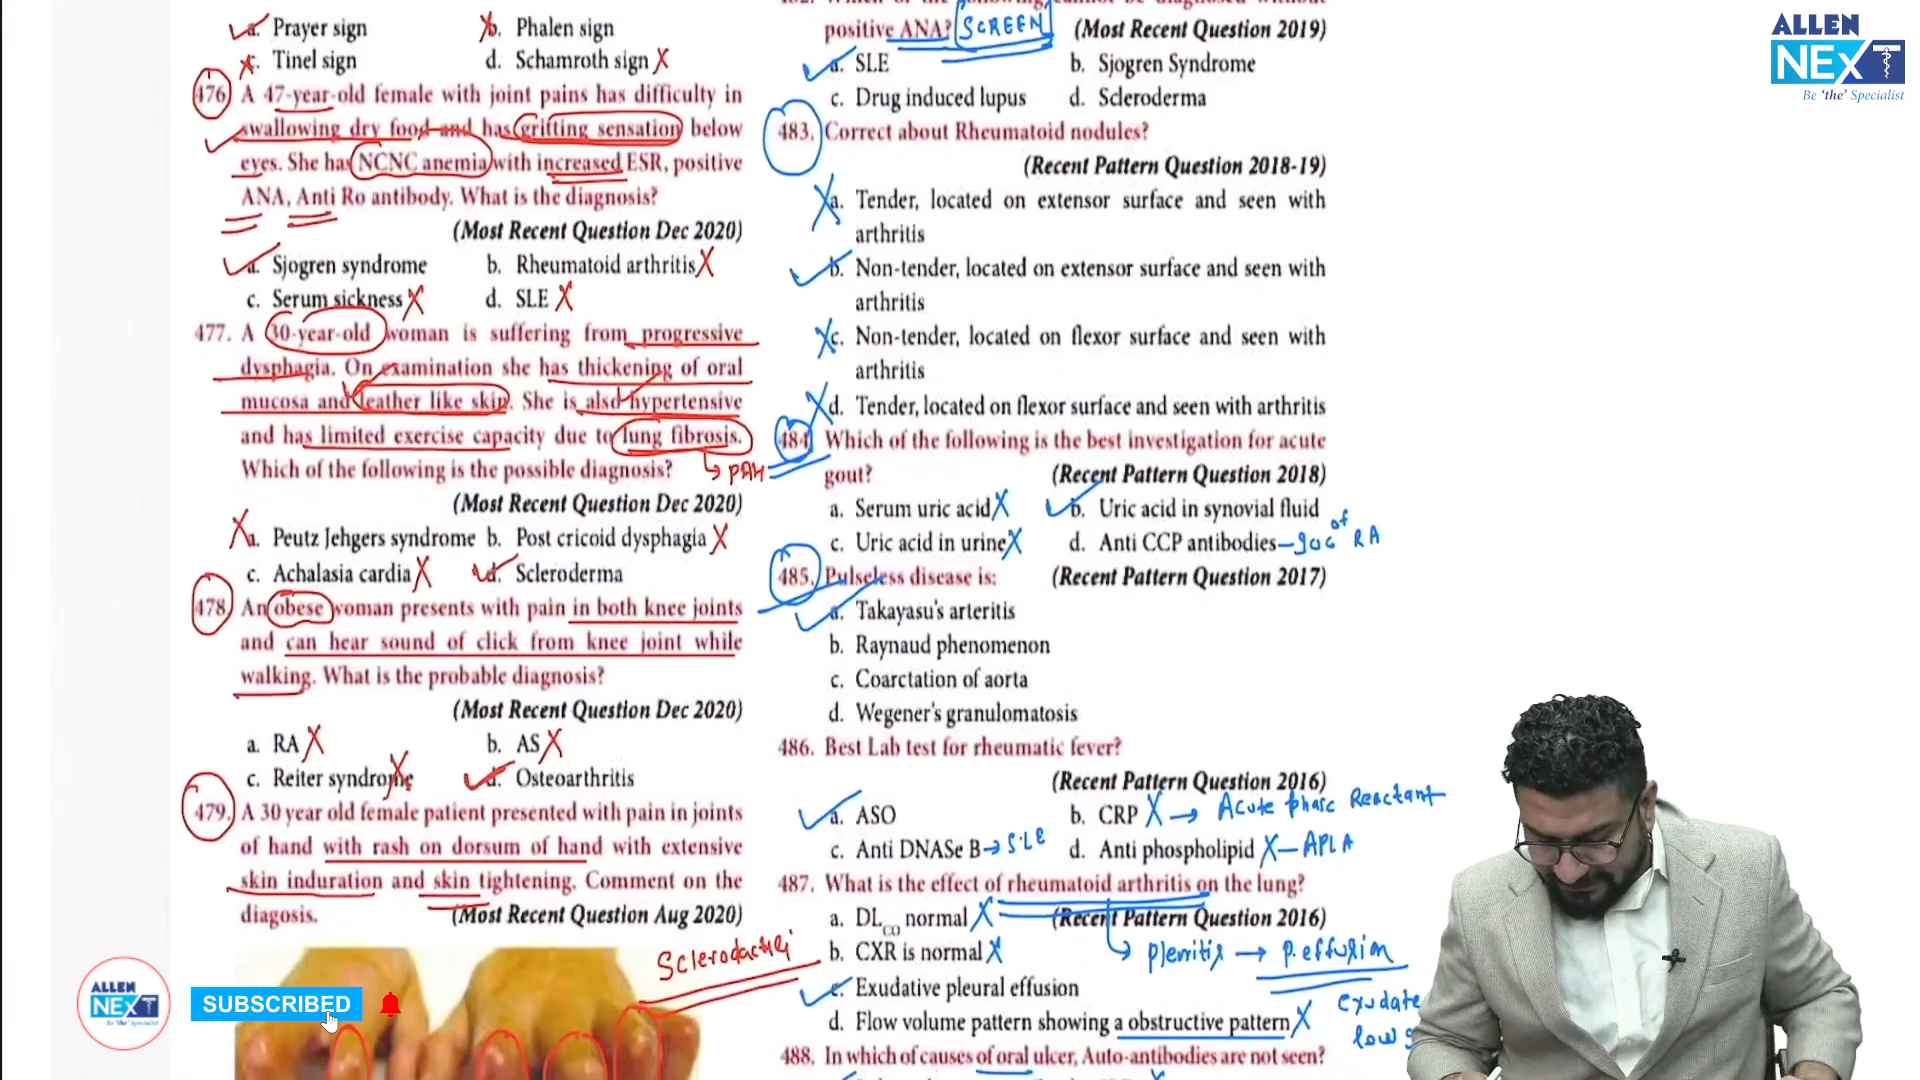 a. Prayer sign b. Phalen sign
c. Tinel sign d. Schamroth sign X
476. A 47-year-old female with joint pains has difficulty in
swallowing dry food and has gritting sensation below
eyes. She has NCNC anemia with increased ESR, positive
ANA, Anti Ro antibody. What is the diagnosis?
(Most Recent Question Dec 2020)
a. Sjogren syndrome b. Rheumatoid arthritis X
c. Serum sickness X d. SLE X
477. A 30-year-old woman is suffering from progressive
dysphagia. On examination she has thickening of oral
mucosa and leather like skin. She is also hypertensive
and has limited exercise capacity due to lung fibrosis.
Which of the following is the possible diagnosis? → PAH
(Most Recent Question Dec 2020)
a. Peutz Jehgers syndrome b. Post cricoid dysphagia X
c. Achalasia cardia X d. Scleroderma
478. An obese woman presents with pain in both knee joints
and can hear sound of click from knee joint while
walking. What is the probable diagnosis?
(Most Recent Question Dec 2020)
a. RA X b. AS X
c. Reiter syndrome d. Osteoarthritis
479. A 30 year old female patient presented with pain in joints
of hand with rash on dorsum of hand with extensive
skin induration and skin tightening. Comment on the
diagosis. (Most Recent Question Aug 2020)
positive ANA? SCREEN (Most Recent Question 2019)
a. SLE b. Sjogren Syndrome
c. Drug induced lupus d. Scleroderma
483. Correct about Rheumatoid nodules?
(Recent Pattern Question 2018-19)
a. Tender, located on extensor surface and seen with
arthritis
b. Non-tender, located on extensor surface and seen with
arthritis
c. Non-tender, located on flexor surface and seen with
arthritis
d. Tender, located on flexor surface and seen with arthritis
484. Which of the following is the best investigation for acute
gout? (Recent Pattern Question 2018)
a. Serum uric acid X b. Uric acid in synovial fluid
c. Uric acid in urine X d. Anti CCP antibodies – IOC of RA
485. Pulseless disease is: (Recent Pattern Question 2017)
a. Takayasu's arteritis
b. Raynaud phenomenon
c. Coarctation of aorta
d. Wegener's granulomatosis
486. Best Lab test for rheumatic fever?
(Recent Pattern Question 2016)
a. ASO b. CRP X → Acute phase Reactant
c. Anti DNASe B → SLE d. Anti phospholipid X – APLA
487. What is the effect of rheumatoid arthritis on the lung?
a. DLCO normal X (Recent Pattern Question 2016)
b. CXR is normal X → pleuritis → p.effusion
c. Exudative pleural effusion exudate
d. Flow volume pattern showing a obstructive pattern X low
488. In which of causes of oral ulcer, Auto-antibodies are not seen?
ALLEN
NEXT
Be 'the' Specialist
ALLEN
NEXT
Be 'the' Specialist
SUBSCRIBED